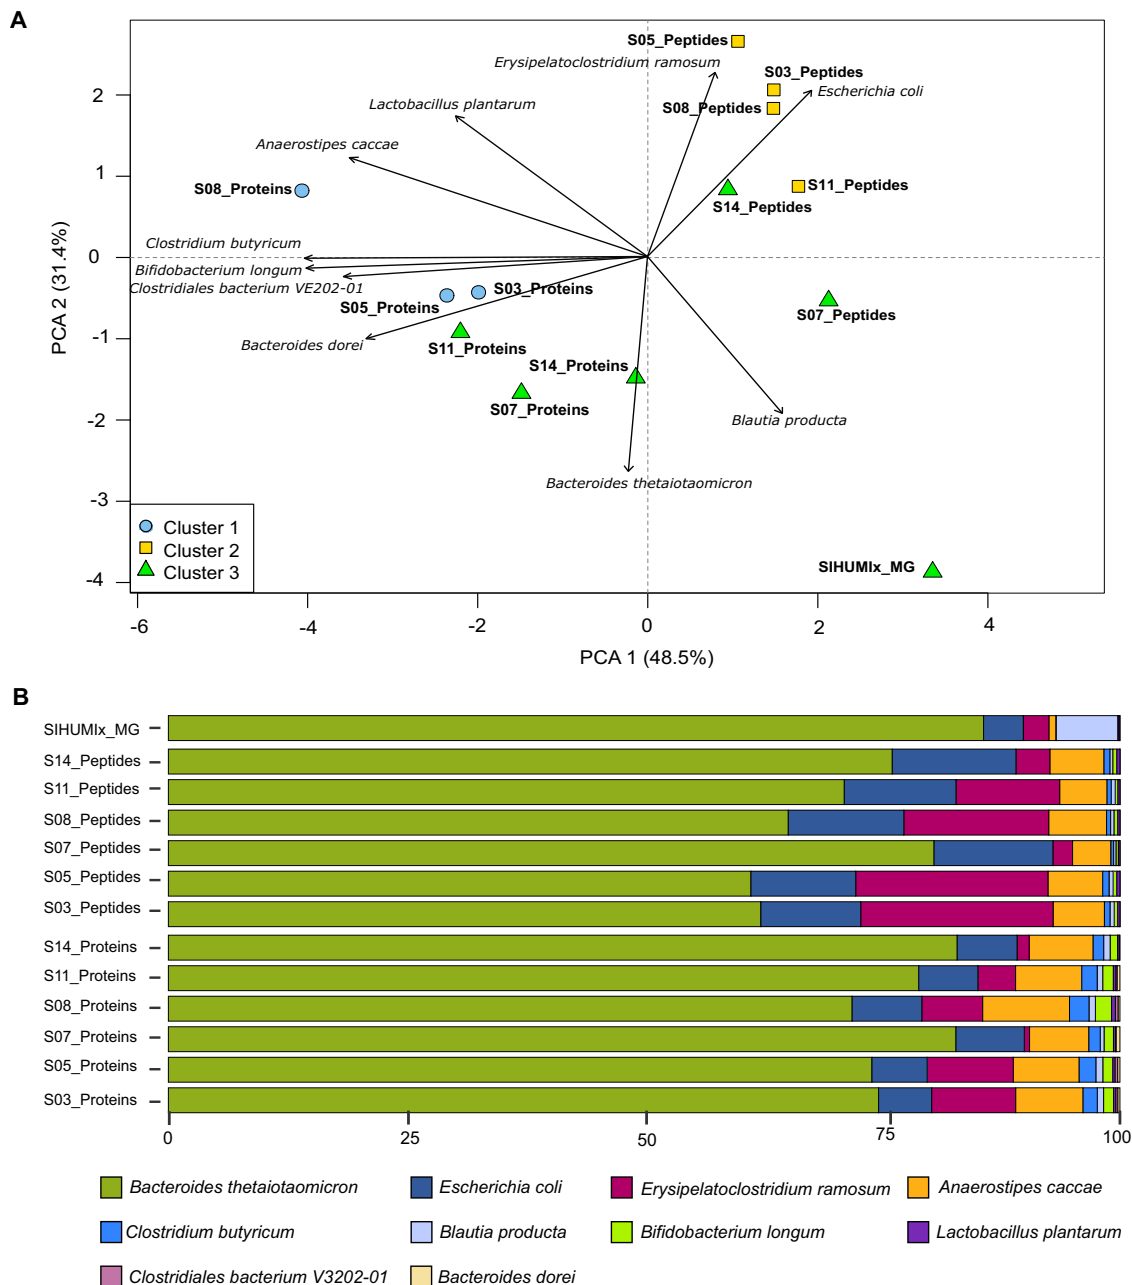 A
S05_Peptides
Erysipelatoclostridium ramosum
S03_Peptides
Escherichia coli
S08_Peptides
Lactobacillus plantarum
Anaerostipes caccae
S08_Proteins
S11_Peptides
S14_Peptides
Clostridium butyricum
Bifidobacterium longum
Clostridiales bacterium VE202-01
S03_Proteins
S05_Proteins
S07_Peptides
Bacteroides dorei
S11_Proteins
S14_Proteins
S07_Proteins
Blautia producta
Bacteroides thetaiotaomicron
SIHUMIx_MG
PCA 2 (31.4%)
2
1
0
-1
-2
-3
-4
Cluster 1
Cluster 2
Cluster 3
-6 -4 -2 0 2 4
PCA 1 (48.5%)
B
SIHUMIx_MG
S14_Peptides
S11_Peptides
S08_Peptides
S07_Peptides
S05_Peptides
S03_Peptides
S14_Proteins
S11_Proteins
S08_Proteins
S07_Proteins
S05_Proteins
S03_Proteins
0 25 50 75 100
Bacteroides thetaiotaomicron Escherichia coli Erysipelatoclostridium ramosum Anaerostipes caccae
Clostridium butyricum Blautia producta Bifidobacterium longum Lactobacillus plantarum
Clostridiales bacterium V3202-01 Bacteroides dorei